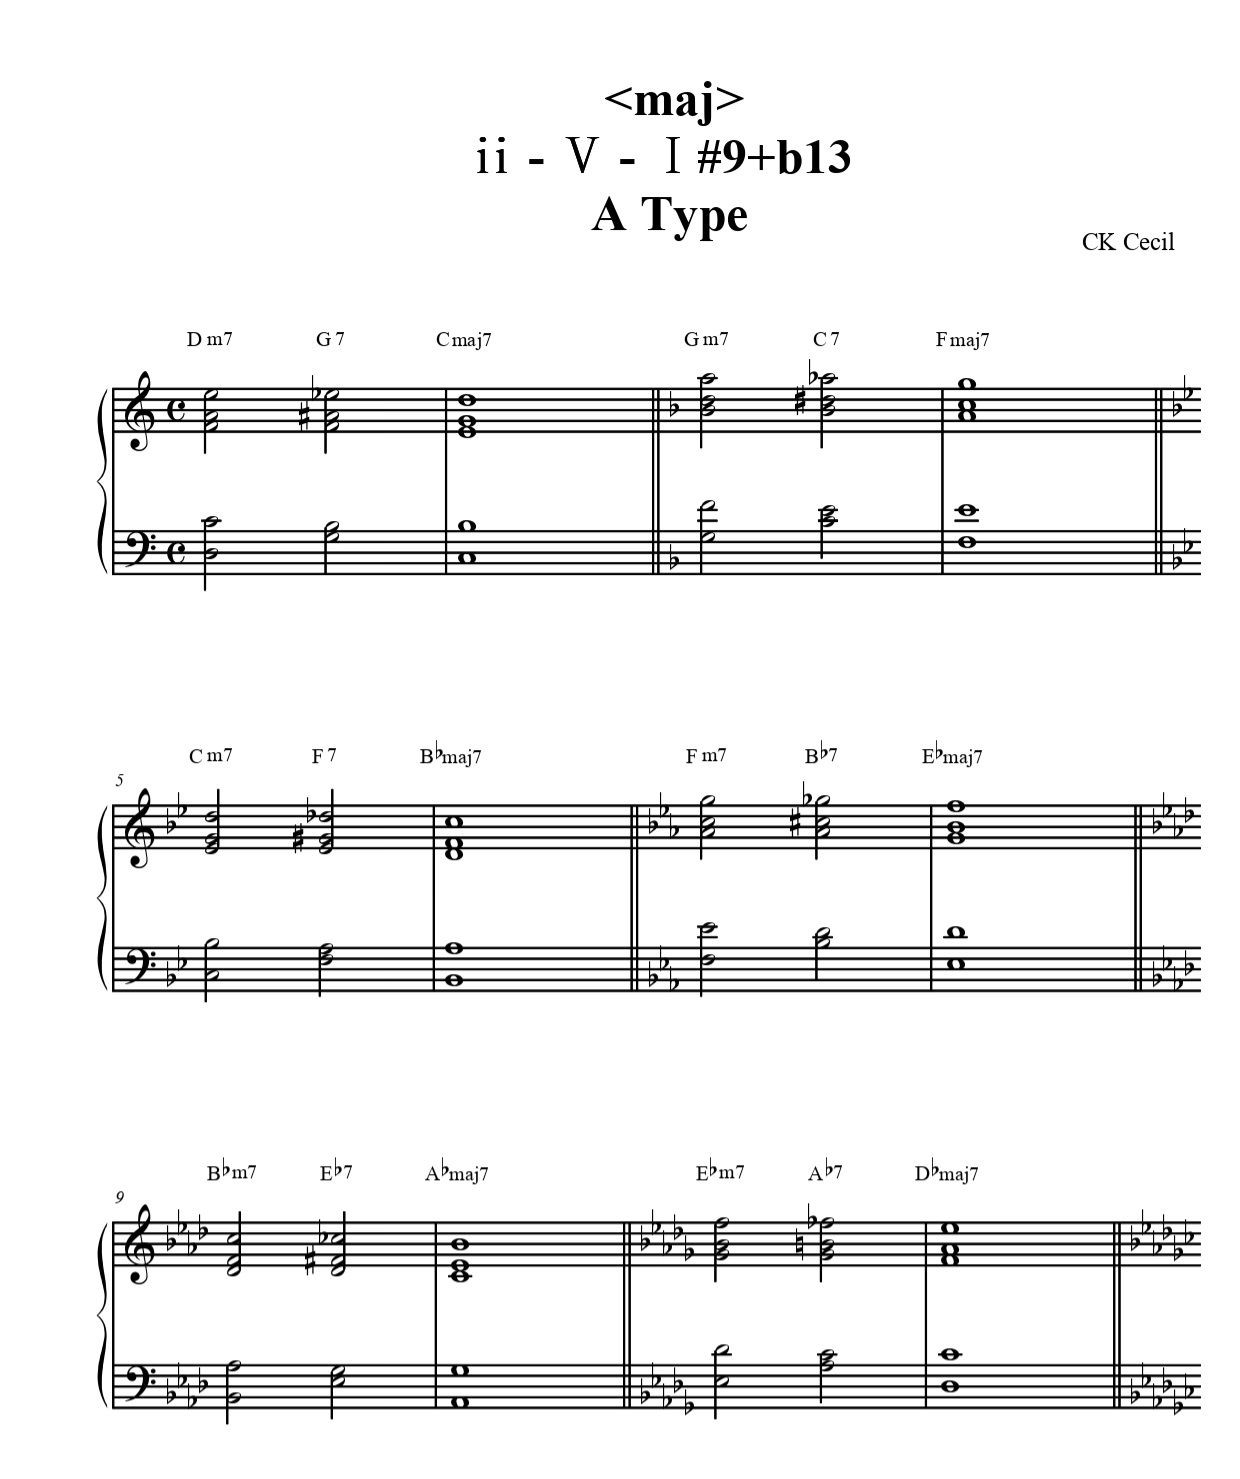 <maj>
ii - V - I #9+b13
A Type
CK Cecil
D m7 G 7 C maj7 G m7 C 7 F maj7
C m7 F 7 B♭maj7 F m7 B♭7 E♭maj7
5
B♭m7 E♭7 A♭maj7 E♭m7 A♭7 D♭maj7
9